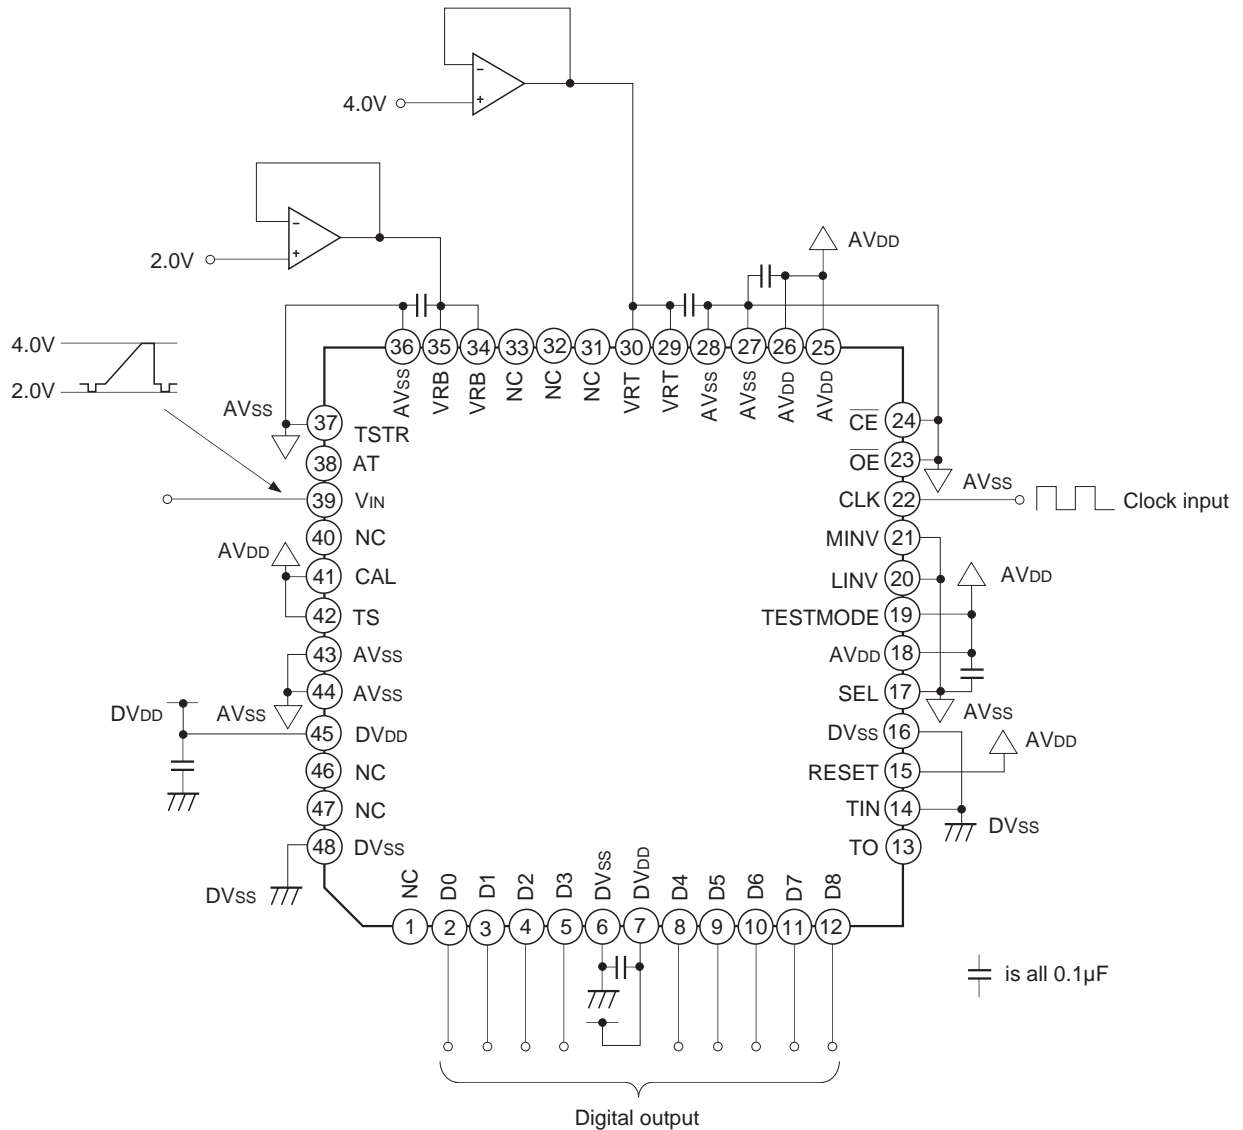 4.0V
−
+
2.0V
−
+
AVDD
4.0V
2.0V
36 35 34 33 32 31 30 29 28 27 26 25
AVSS VRB VRB NC NC NC VRT VRT AVSS AVSS AVDD AVDD
AVSS
37 TSTR
38 AT
39 VIN
40 NC
AVDD
41 CAL
42 TS
43 AVSS
44 AVSS
DVDD AVSS
45 DVDD
46 NC
47 NC
48 DVSS
DVSS
CE 24
OE 23
AVSS
CLK 22 Clock input
MINV 21
LINV 20
AVDD
TESTMODE 19
AVDD 18
SEL 17
AVSS
DVSS 16
AVDD
RESET 15
TIN 14
DVSS
TO 13
NC D0 D1 D2 D3 DVSS DVDD D4 D5 D6 D7 D8
1 2 3 4 5 6 7 8 9 10 11 12
is all 0.1µF
Digital output